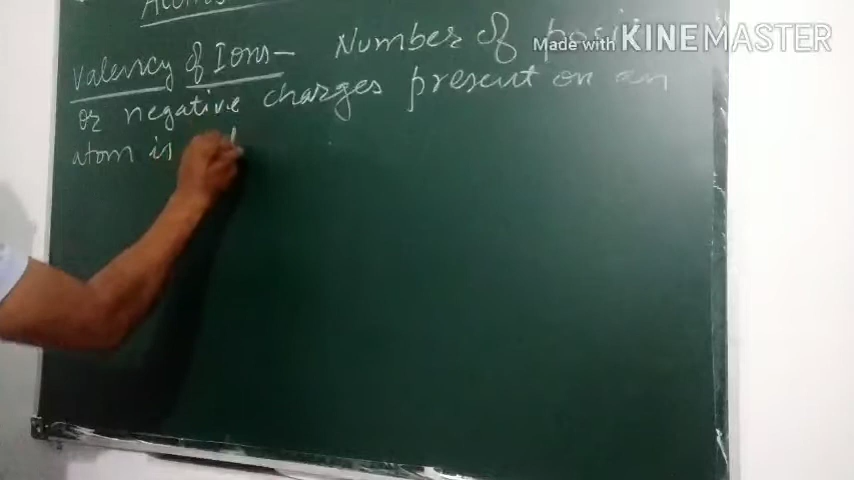 Valency of Ions - Number of
Made with KINEMASTER
or negative charges present on an
atom is